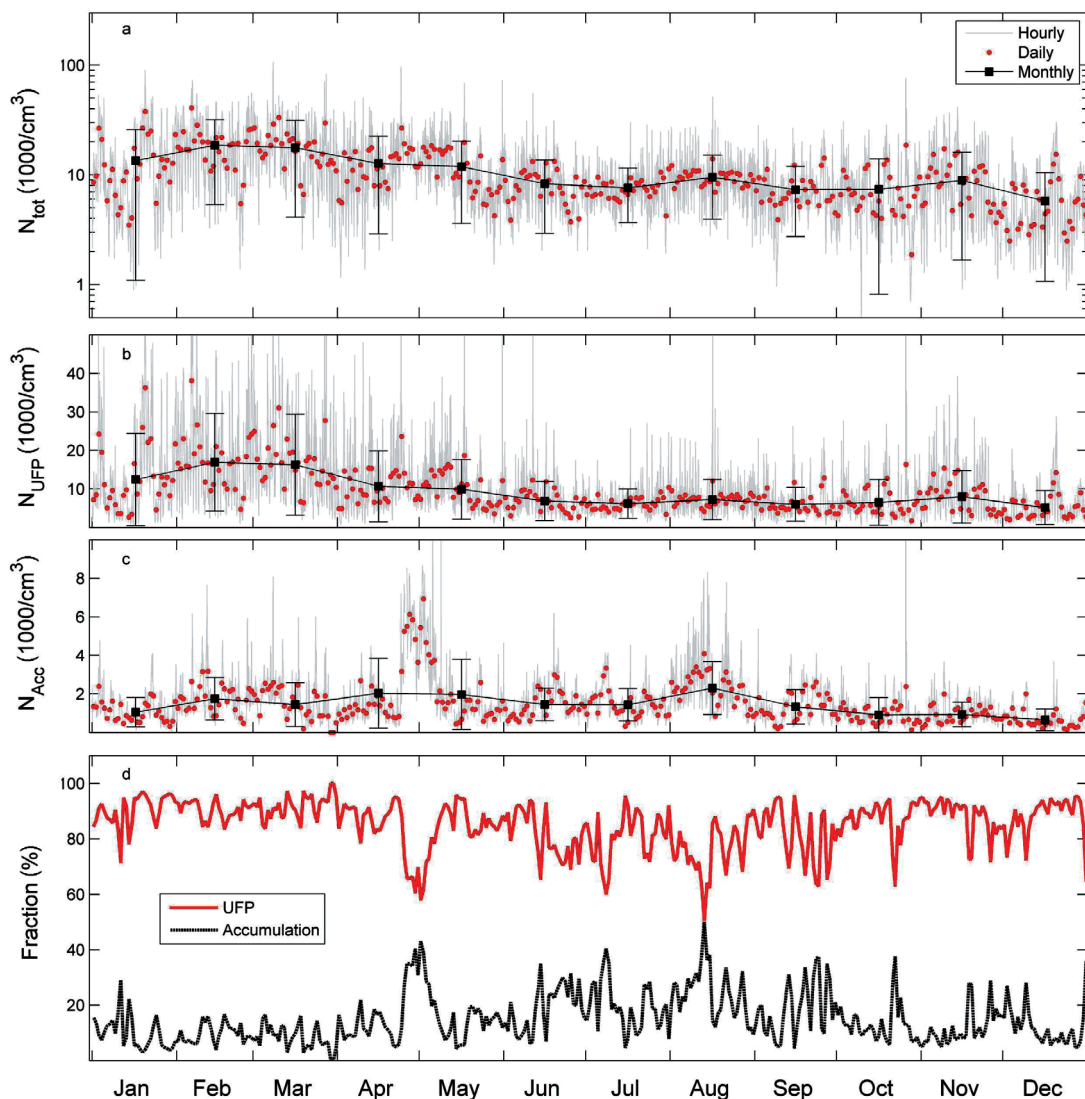 a
Hourly
Daily
Monthly
100
10
1
N_tot (1000/cm³)
b
40
30
20
10
N_UFP (1000/cm³)
c
8
6
4
2
N_Acc (1000/cm³)
d
100
80
60
40
20
Fraction (%)
UFP
Accumulation
Jan Feb Mar Apr May Jun Jul Aug Sep Oct Nov Dec